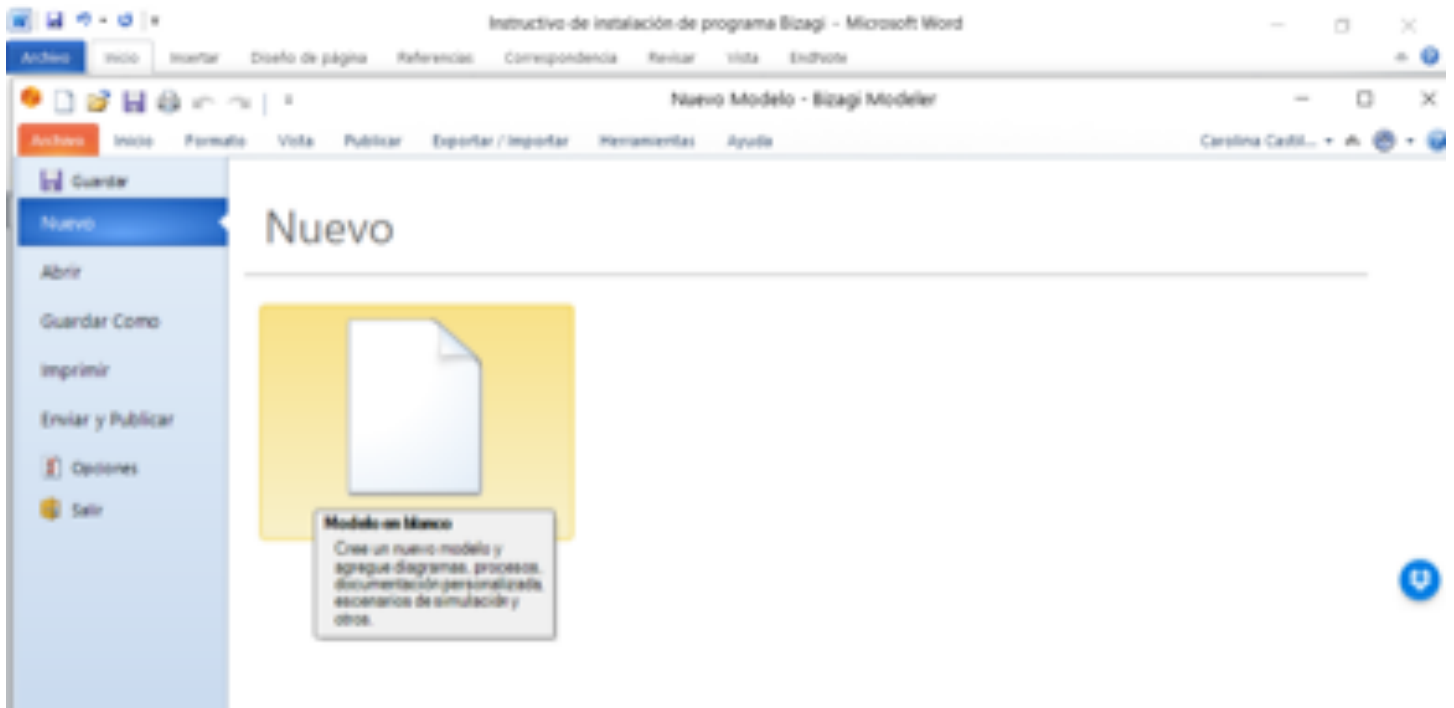 Instructivo de instalación de programa Bizagi - Microsoft Word
Archivo Inicio Insertar Diseño de página Referencias Correspondencia Revisar Vista EndNote
Nuevo Modelo - Bizagi Modeler
Archivo Inicio Formato Vista Publicar Exportar / Importar Herramientas Ayuda Carolina Castil...
Guardar
Nuevo
Nuevo
Abrir
Guardar Como
Imprimir
Enviar y Publicar
Opciones
Salir
Modelo en blanco
Cree un nuevo modelo y
agregue diagramas, procesos,
documentación personalizada,
escenarios de simulación y
otros.